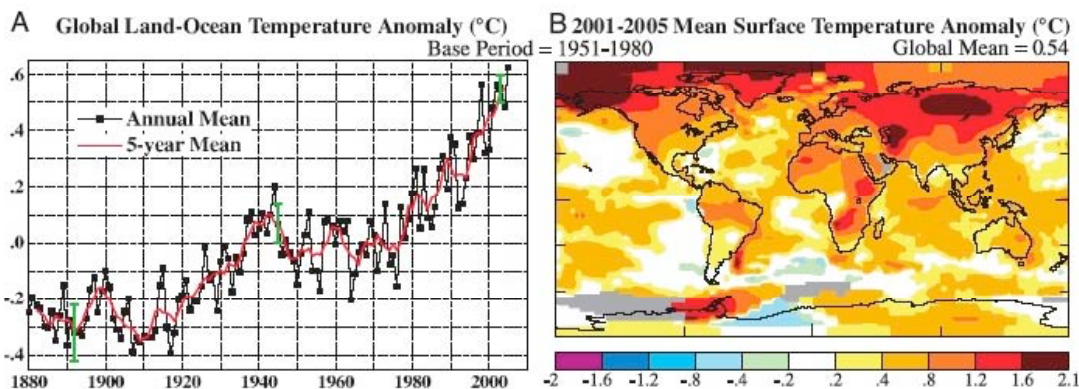 A Global Land-Ocean Temperature Anomaly (°C)
B 2001-2005 Mean Surface Temperature Anomaly (°C)
Base Period = 1951-1980
Global Mean = 0.54
.6
.4
.2
.0
-.2
-.4
Annual Mean
5-year Mean
1880 1900 1920 1940 1960 1980 2000
-2 -1.6 -1.2 -.8 -.4 -.2 .2 .4 .8 1.2 1.6 2.1